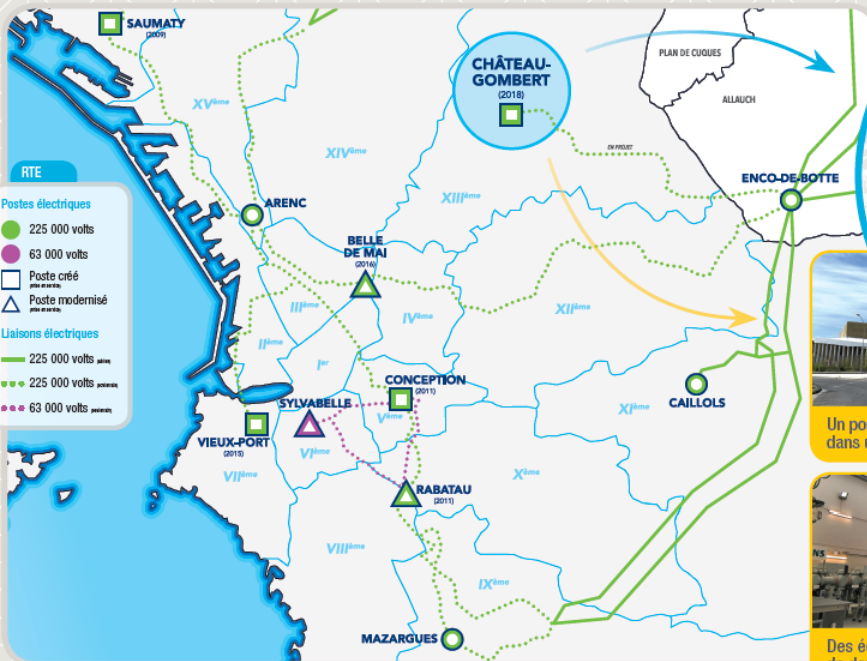 SAUMATY
(2009)
CHÂTEAU-
GOMBERT
(2018)
PLAN DE CUQUES
ALLAUCH
XVème
XIVème
EN PROJET
RTE
ENCO-DE-BOTTE
XIIIème
Postes électriques
225 000 volts
63 000 volts
Poste créé
Poste modernisé
ARENC
BELLE
DE MAI
(2016)
Liaisons électriques
225 000 volts
225 000 volts
63 000 volts
IIIème
IVème
XIIème
IIème
Ier
CONCEPTION
(2011)
SYLVABELLE
Vème
XIème
CAILLOLS
VIEUX-PORT
(2015)
VIème
VIIème
Xème
RABATAU
(2011)
VIIIème
IXème
MAZARGUES
Un po
dans u
NS
Des é